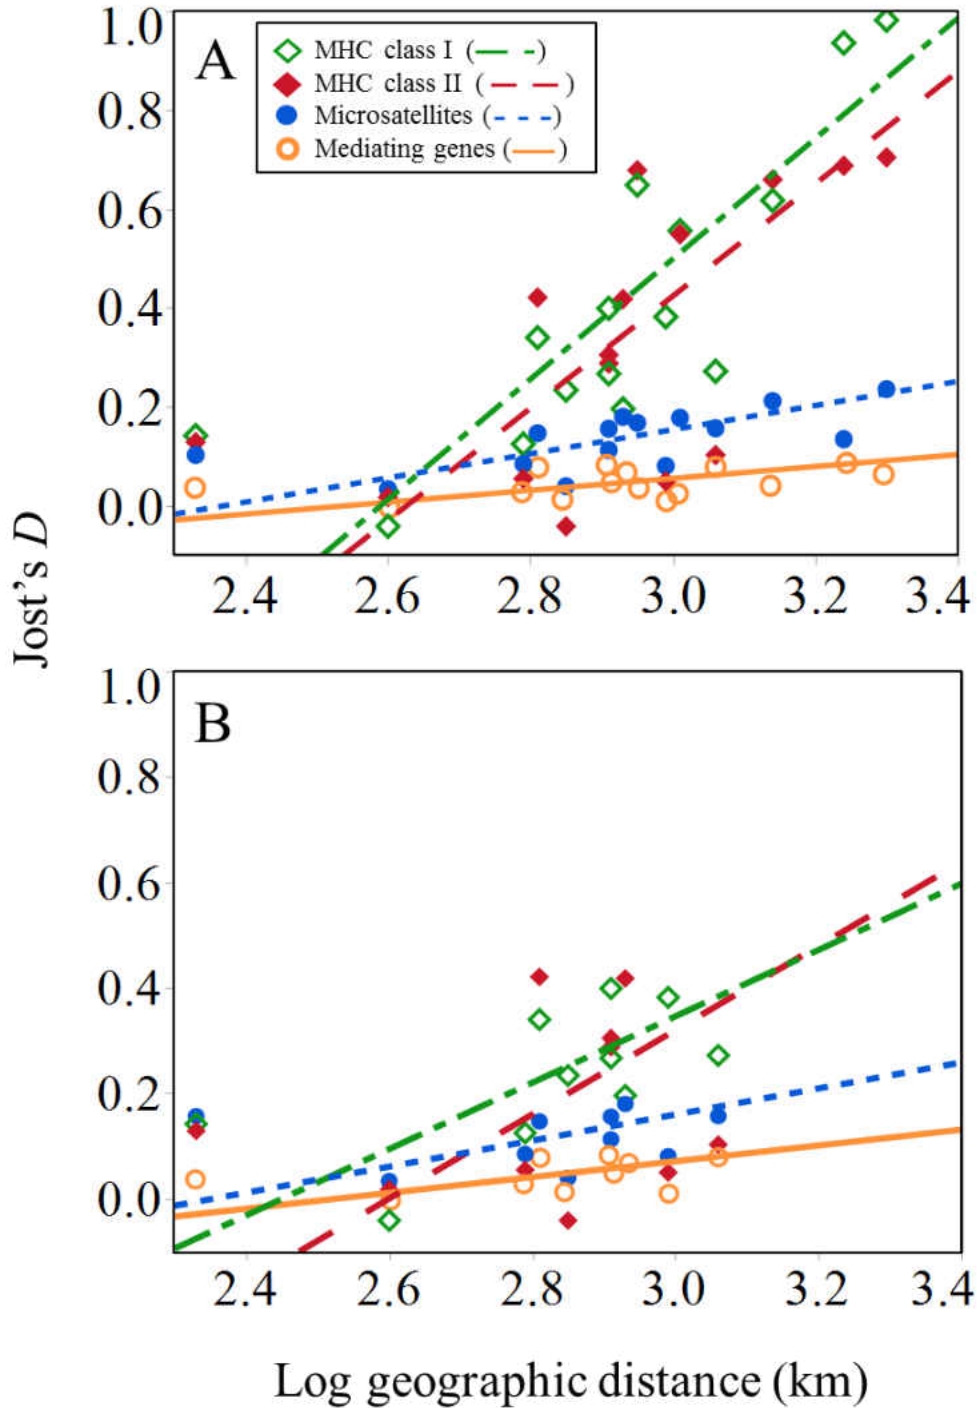 A
MHC class I ( )
MHC class II ( )
Microsatellites ( )
Mediating genes ( )
1.0
0.8
0.6
0.4
0.2
0.0
2.4 2.6 2.8 3.0 3.2 3.4
Jost's D
B
1.0
0.8
0.6
0.4
0.2
0.0
2.4 2.6 2.8 3.0 3.2 3.4
Log geographic distance (km)